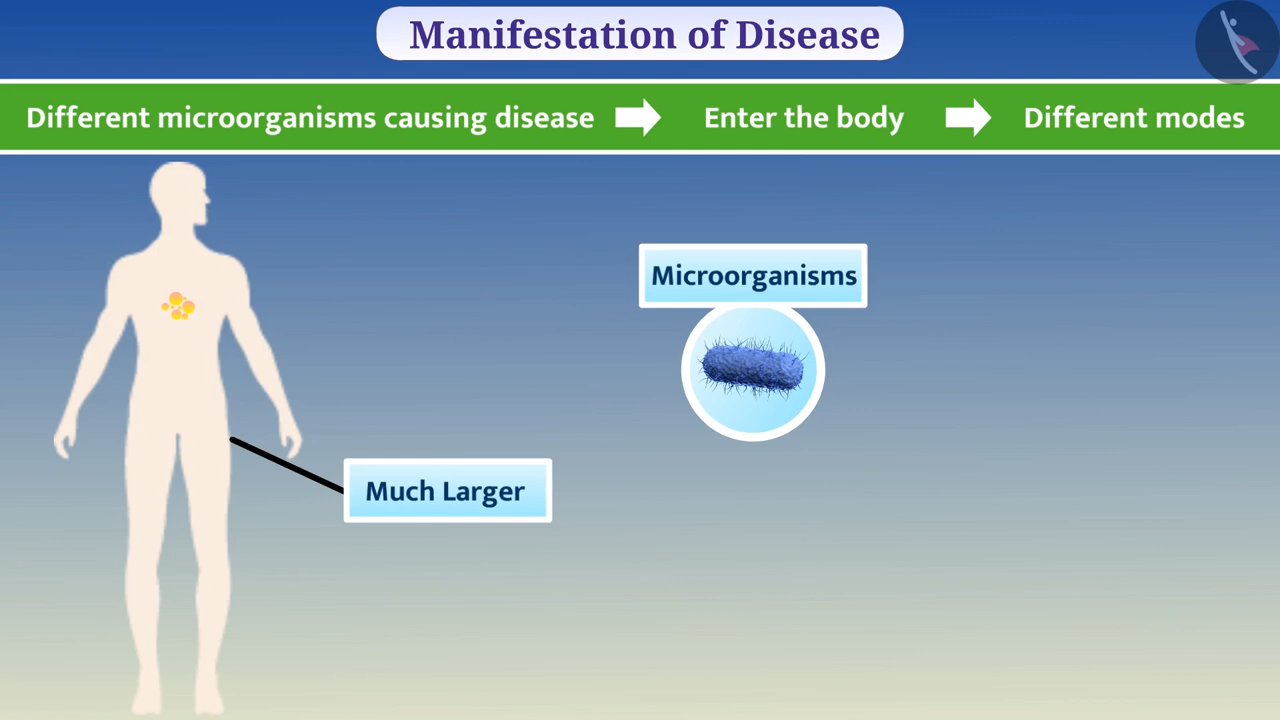 Manifestation of Disease
Different microorganisms causing disease Enter the body Different modes
Microorganisms
Much Larger